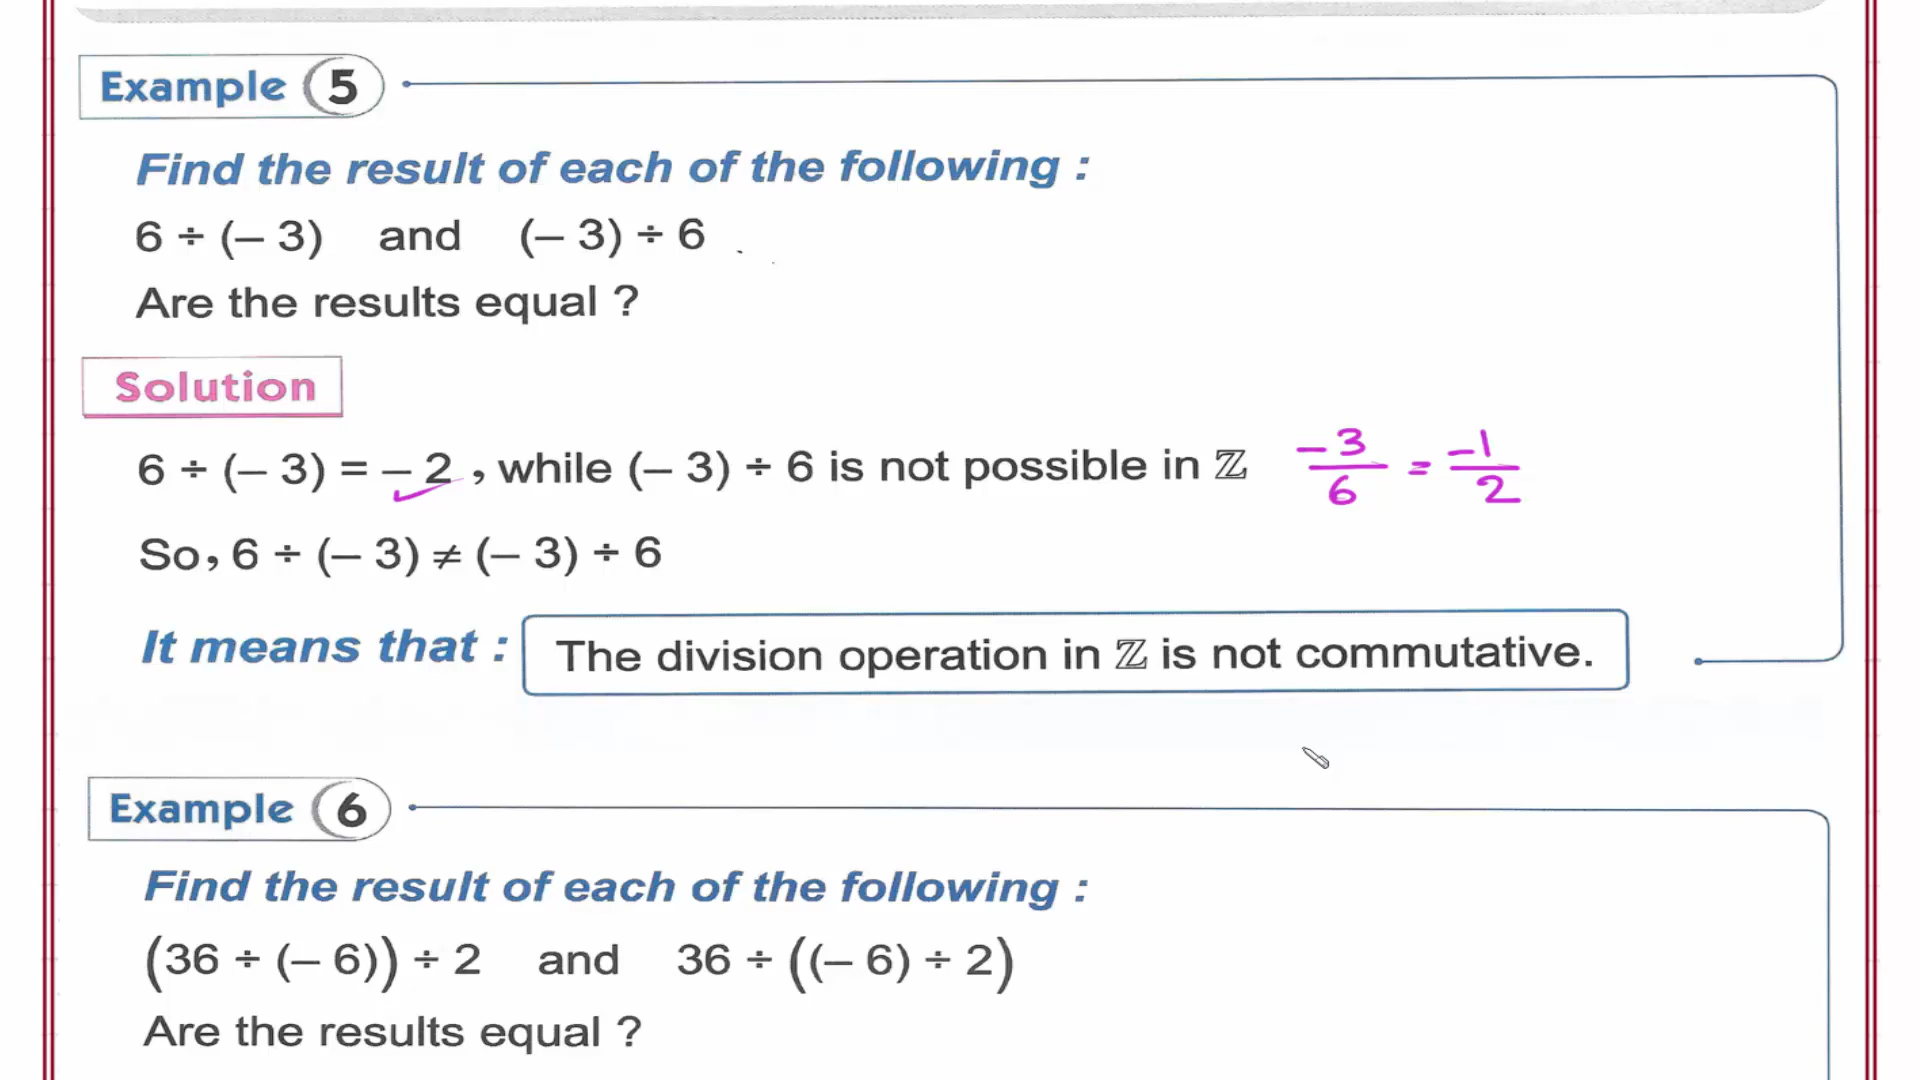 Example 5
Find the result of each of the following :
6 ÷ (– 3) and (– 3) ÷ 6
Are the results equal ?
Solution
6 ÷ (– 3) = – 2 , while (– 3) ÷ 6 is not possible in ℤ -3/6 = -1/2
So, 6 ÷ (– 3) ≠ (– 3) ÷ 6
It means that : The division operation in ℤ is not commutative.
Example 6
Find the result of each of the following :
(36 ÷ (– 6)) ÷ 2 and 36 ÷ ((– 6) ÷ 2)
Are the results equal ?